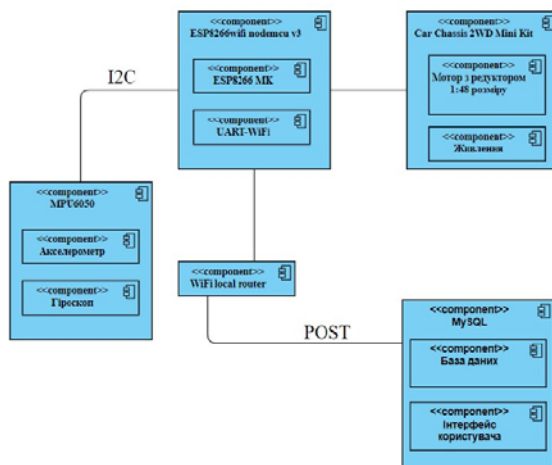 <<component>>
ESP8266wifi nodemcu v3
<<component>>
ESP8266 MK
<<component>>
UART-WiFi
<<component>>
Car Chassis 2WD Mini Kit
<<component>>
Мотор з редуктором
1:48 розміру
<<component>>
Живлення
I2C
<<component>>
MPU6050
<<component>>
Акселерометр
<<component>>
Гіроскоп
<<component>>
WiFi local router
POST
<<component>>
MySQL
<<component>>
База даних
<<component>>
Інтерфейс
користувача